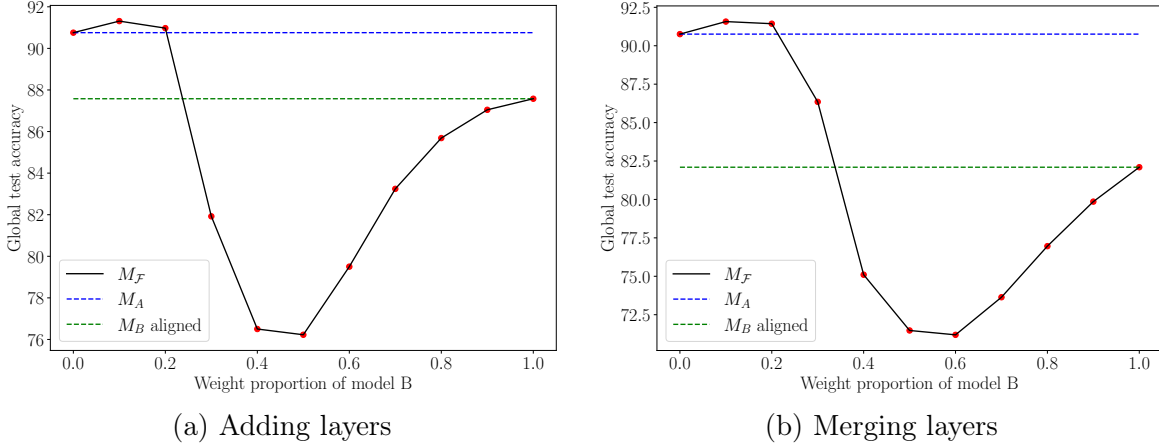 92
90
88
86
84
82
80
78
76
Global test accuracy
0.0 0.2 0.4 0.6 0.8 1.0
Weight proportion of model B
M_F
M_A
M_B aligned
(a) Adding layers
92.5
90.0
87.5
85.0
82.5
80.0
77.5
75.0
72.5
Global test accuracy
0.0 0.2 0.4 0.6 0.8 1.0
Weight proportion of model B
M_F
M_A
M_B aligned
(b) Merging layers